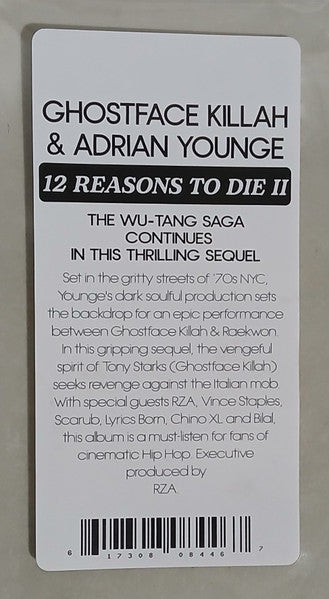 GHOSTFACE KILLAH
& ADRIAN YOUNGE
12 REASONS TO DIE II
THE WU-TANG SAGA
CONTINUES
IN THIS THRILLING SEQUEL
Set in the gritty streets of '70s NYC,
Younge's dark soulful production sets
the backdrop for an epic performance
between Ghostface Killah & Raekwon.
In this gripping sequel, the vengeful
spirit of Tony Starks (Ghostface Killah)
seeks revenge against the Italian mob
With special guests RZA, Vince Staples,
Scarub, Lyrics Born, Chino XL and Bilal,
this album is a must-listen for fans of
cinematic Hip Hop. Executive
produced by
RZA.
6 17308 08446 7